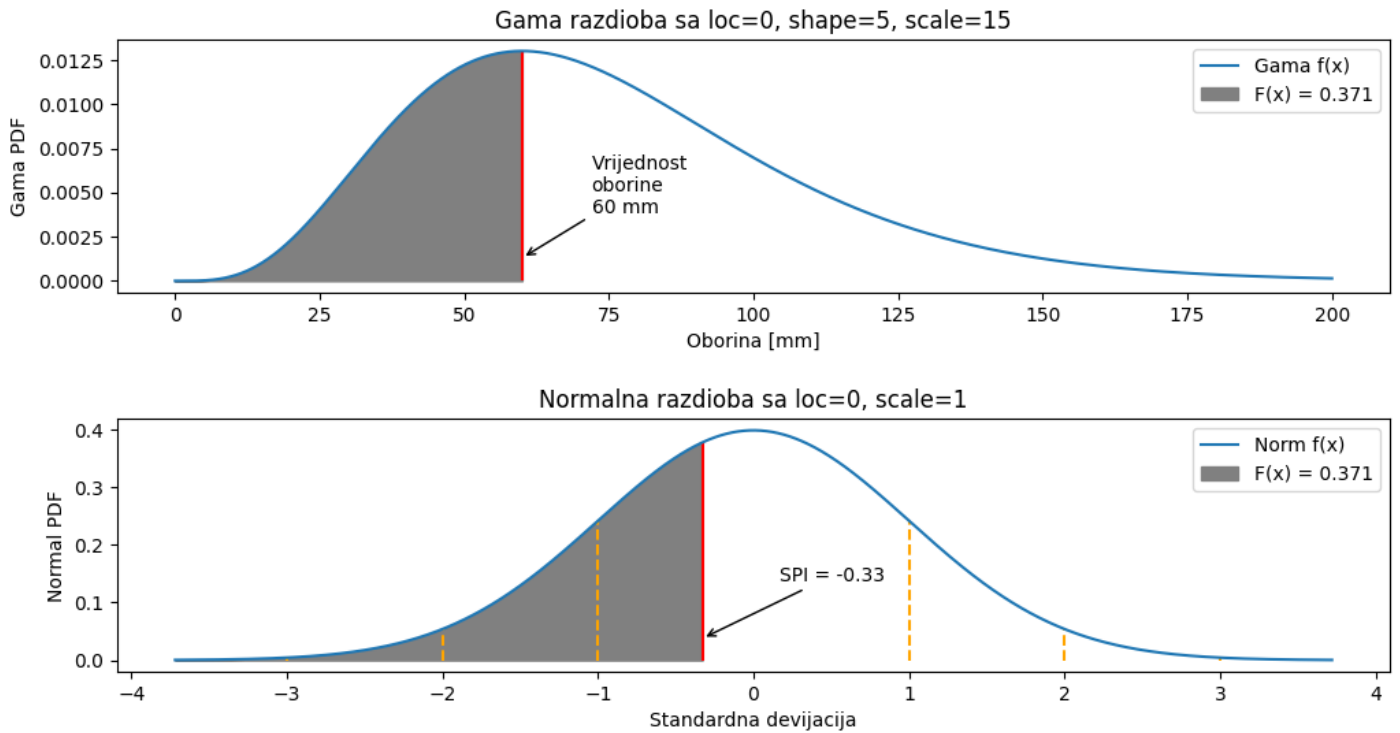 Gama razdioba sa loc=0, shape=5, scale=15
Gama PDF
0.0125
0.0100
0.0075
0.0050
0.0025
0.0000
Gama f(x)
F(x) = 0.371
Vrijednost
oborine
60 mm
0 25 50 75 100 125 150 175 200
Oborina [mm]
Normalna razdioba sa loc=0, scale=1
Normal PDF
0.4
0.3
0.2
0.1
0.0
Norm f(x)
F(x) = 0.371
SPI = -0.33
−4 −3 −2 −1 0 1 2 3 4
Standardna devijacija